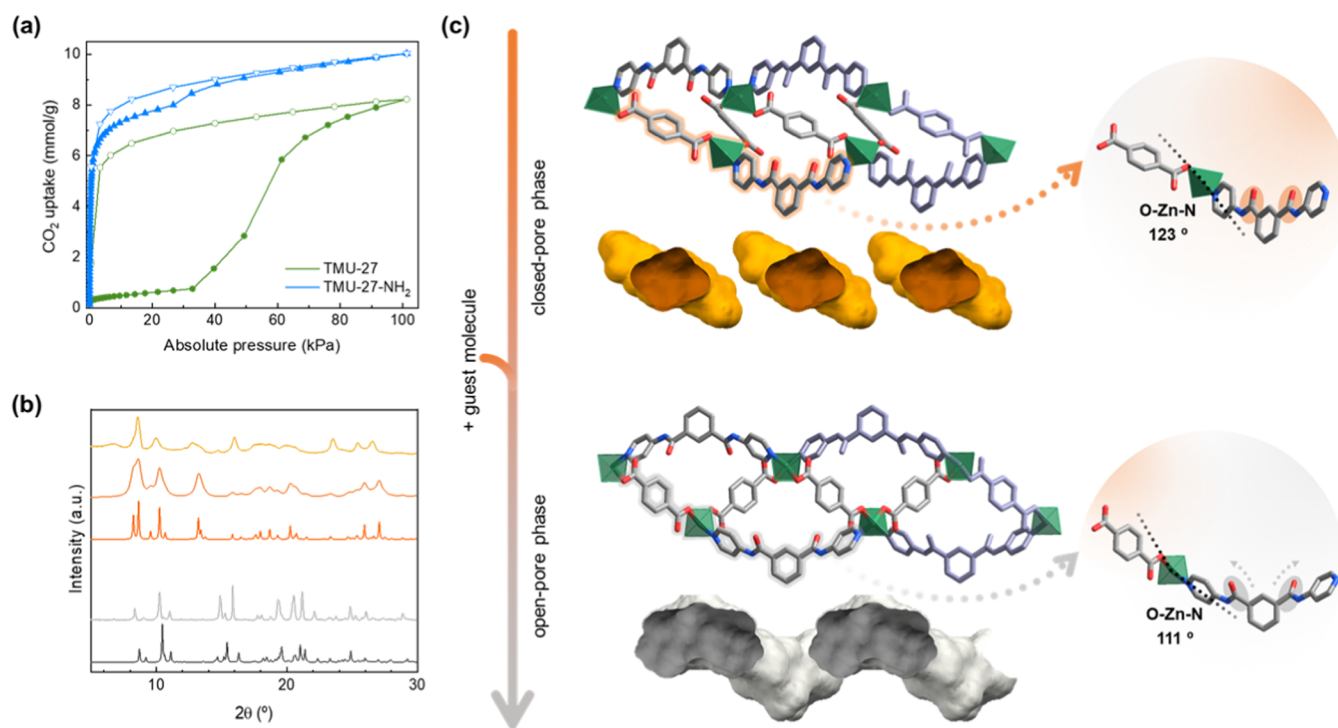 (a)
10
8
6
4
2
0
CO2 uptake (mmol/g)
TMU-27
TMU-27-NH2
0 20 40 60 80 100
Absolute pressure (kPa)
(b)
Intensity (a.u.)
10 20 30
2θ (º)
(c)
+ guest molecule
closed-pore phase
O-Zn-N
123 º
open-pore phase
O-Zn-N
111 º